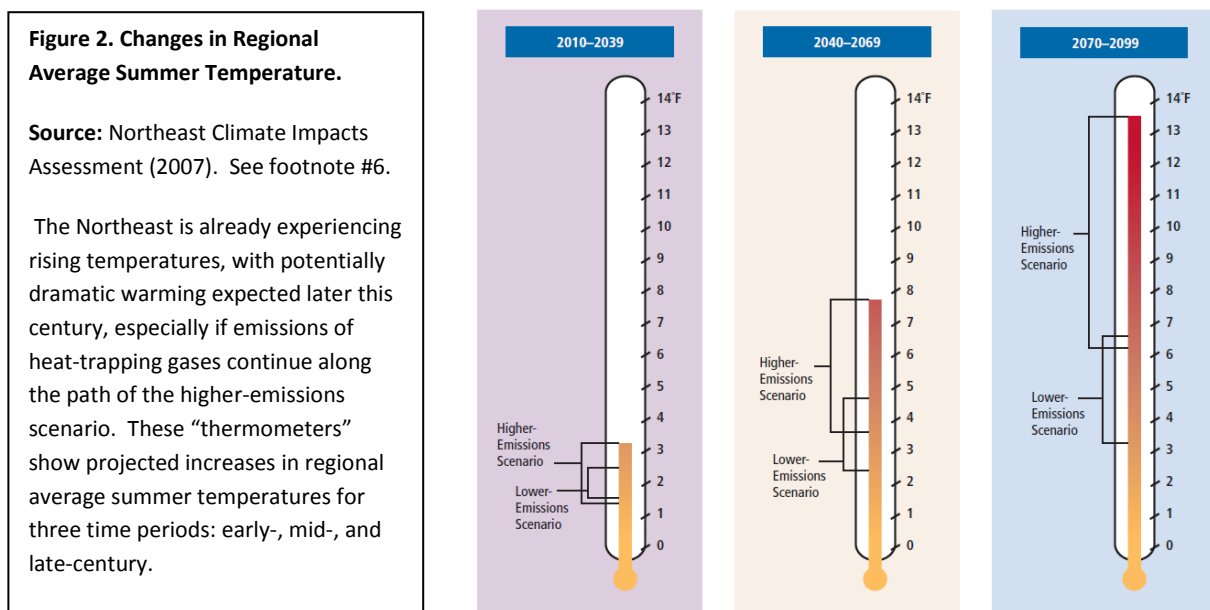 Figure 2. Changes in Regional
Average Summer Temperature.
Source: Northeast Climate Impacts
Assessment (2007).  See footnote #6.
The Northeast is already experiencing
rising temperatures, with potentially
dramatic warming expected later this
century, especially if emissions of
heat-trapping gases continue along
the path of the higher-emissions
scenario.  These “thermometers”
show projected increases in regional
average summer temperatures for
three time periods: early-, mid-, and
late-century.
2010–2039
14°F
13
12
11
10
9
8
7
6
5
4
3
2
1
0
Higher-
Emissions
Scenario
Lower-
Emissions
Scenario
2040–2069
14°F
13
12
11
10
9
8
7
6
5
4
3
2
1
0
Higher-
Emissions
Scenario
Lower-
Emissions
Scenario
2070–2099
14°F
13
12
11
10
9
8
7
6
5
4
3
2
1
0
Higher-
Emissions
Scenario
Lower-
Emissions
Scenario